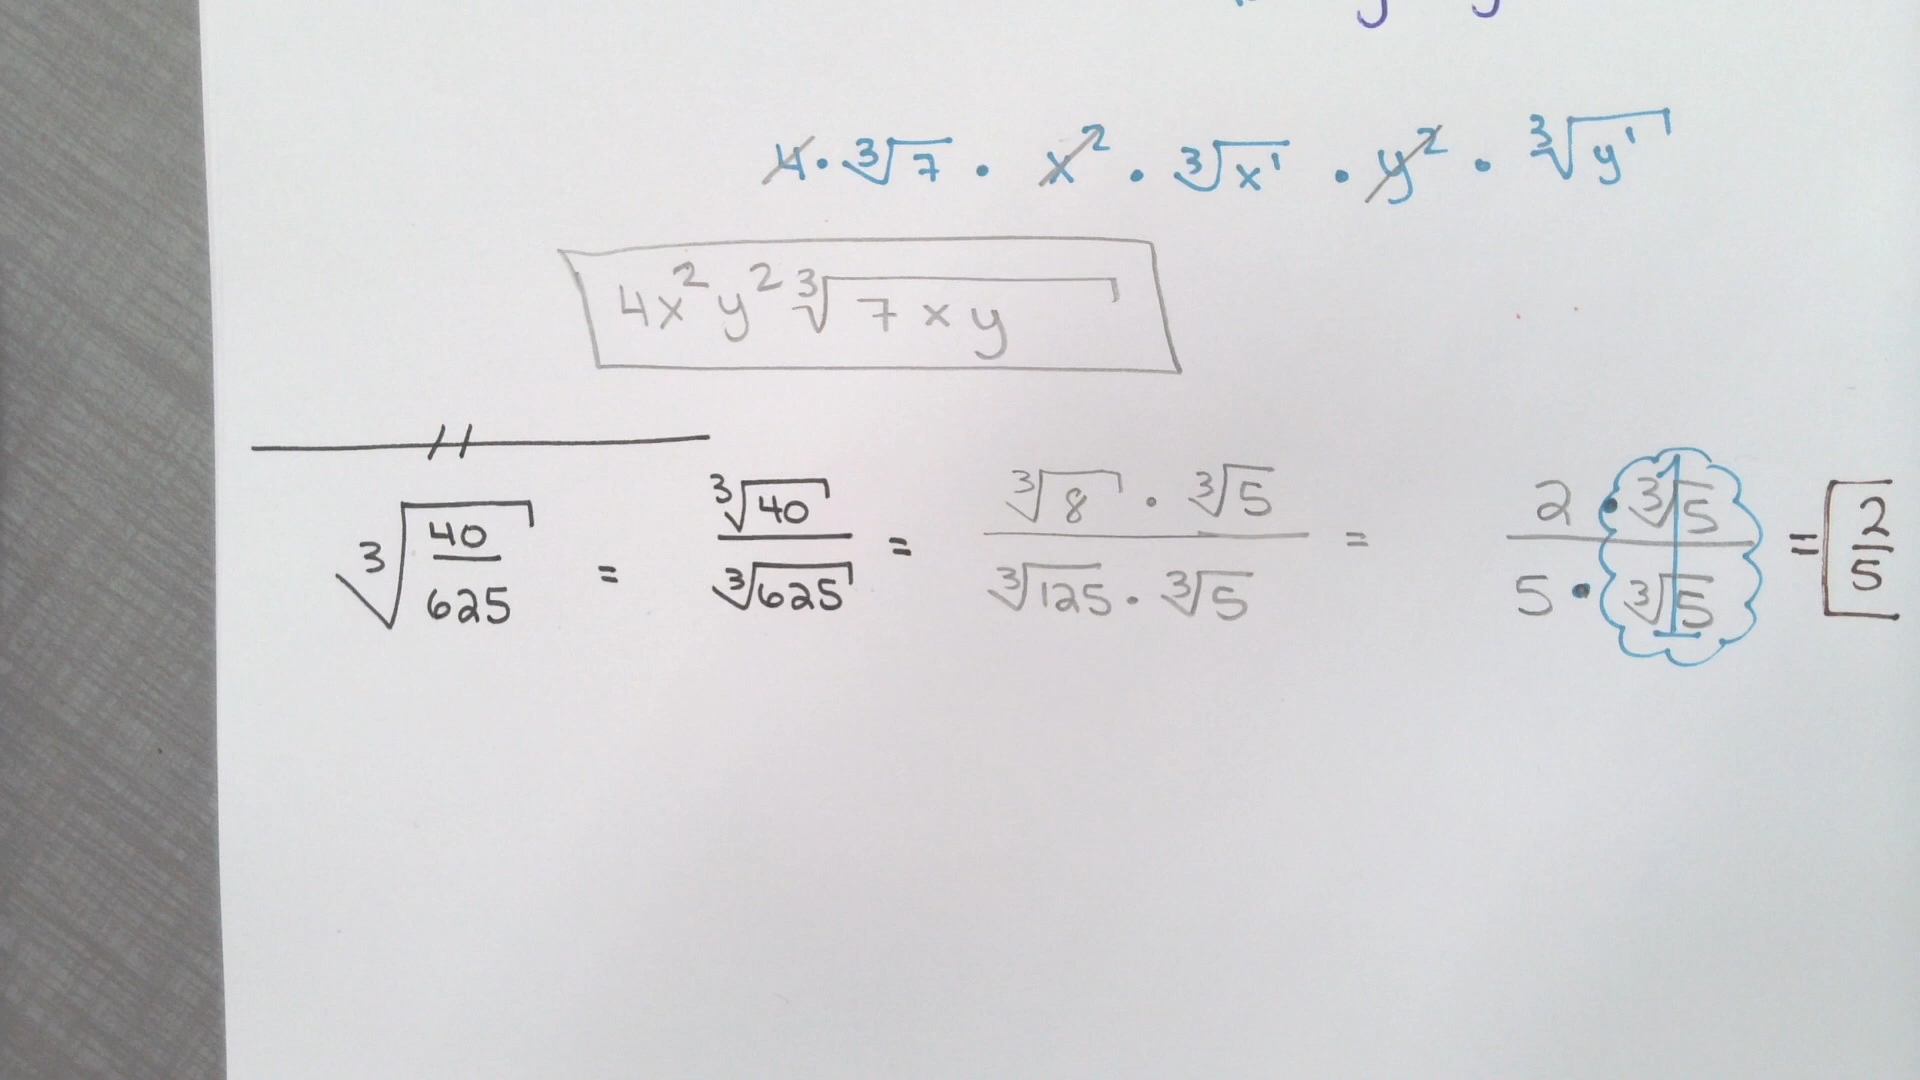 4 · ∛7 · x² · ∛x¹ · y² · ∛y¹
4x²y² ∛7xy
∛(40/625) = ∛40/∛625 = (∛8 · ∛5)/(∛125 · ∛5) = (2 · ∛5)/(5 · ∛5) = 2/5